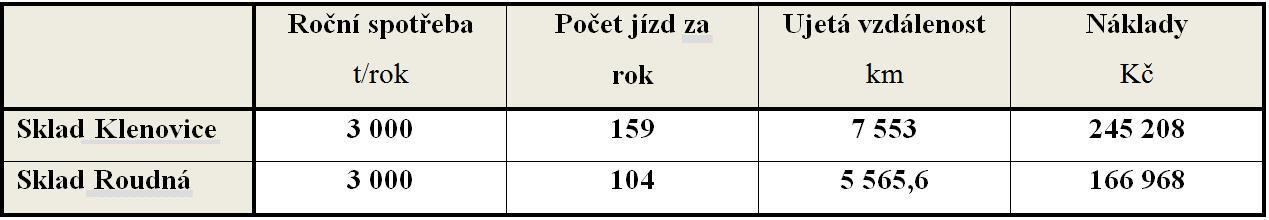 Roční spotřeba Počet jízd za Ujetá vzdálenost Náklady
t/rok rok km Kč
Sklad Klenovice 3 000 159 7 553 245 208
Sklad Roudná 3 000 104 5 565,6 166 968